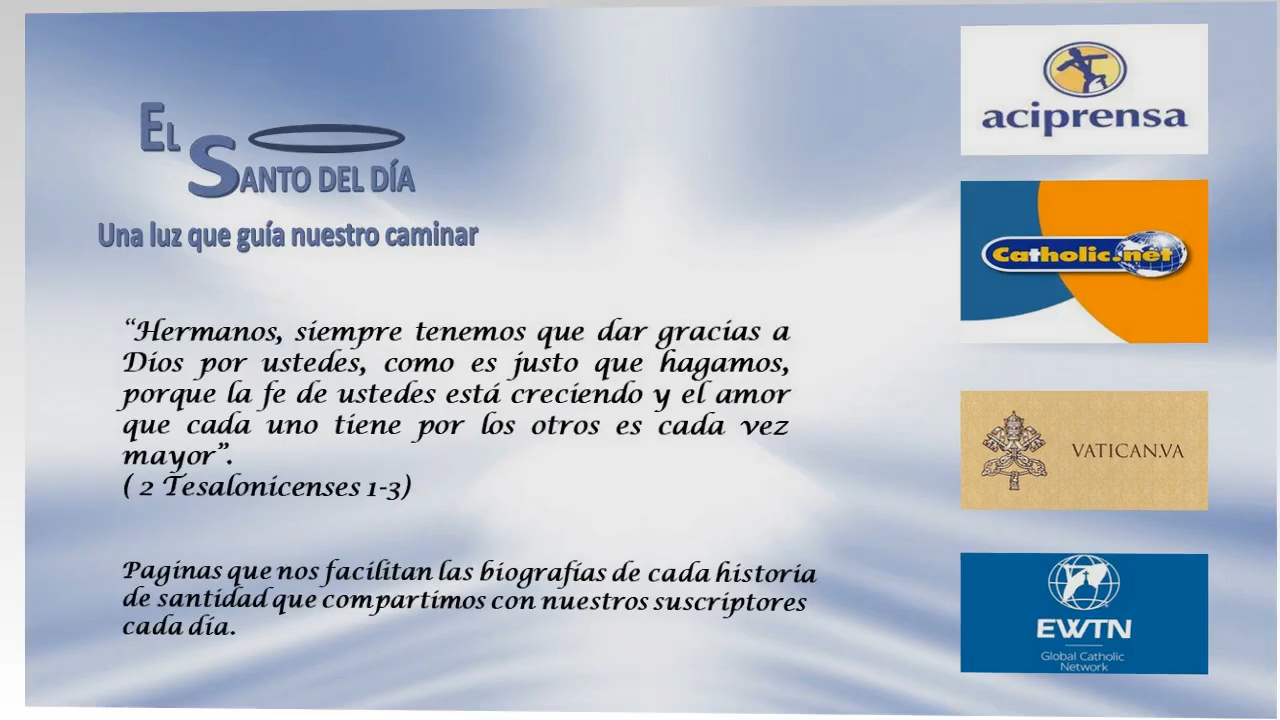 EL
SANTO DEL DÍA
Una luz que guía nuestro caminar
“Hermanos, siempre tenemos que dar gracias a
Dios por ustedes, como es justo que hagamos,
porque la fe de ustedes está creciendo y el amor
que cada uno tiene por los otros es cada vez
mayor”.
( 2 Tesalonicenses 1-3)
Paginas que nos facilitan las biografías de cada historia
de santidad que compartimos con nuestros suscriptores
cada día.
aciprensa
Catholic.net
VATICAN.VA
EWTN
Global Catholic
Network